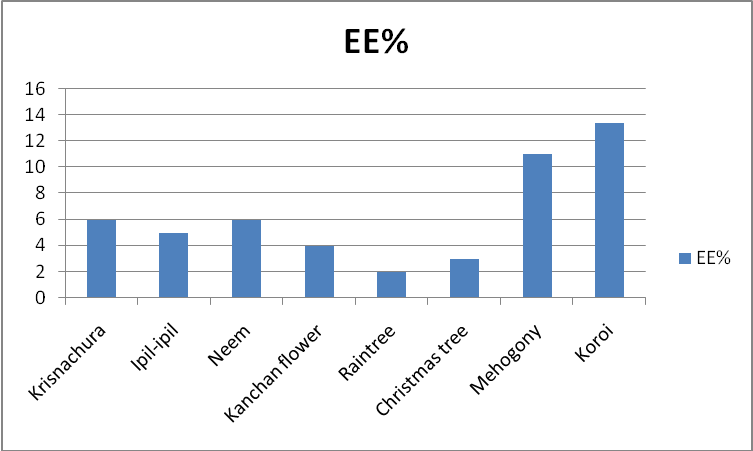 EE%
16
14
12
10
8
6
4
2
0
Krisnachura
Ipil-ipil
Neem
Kanchan flower
Raintree
Christmas tree
Mehogony
Koroi
EE%